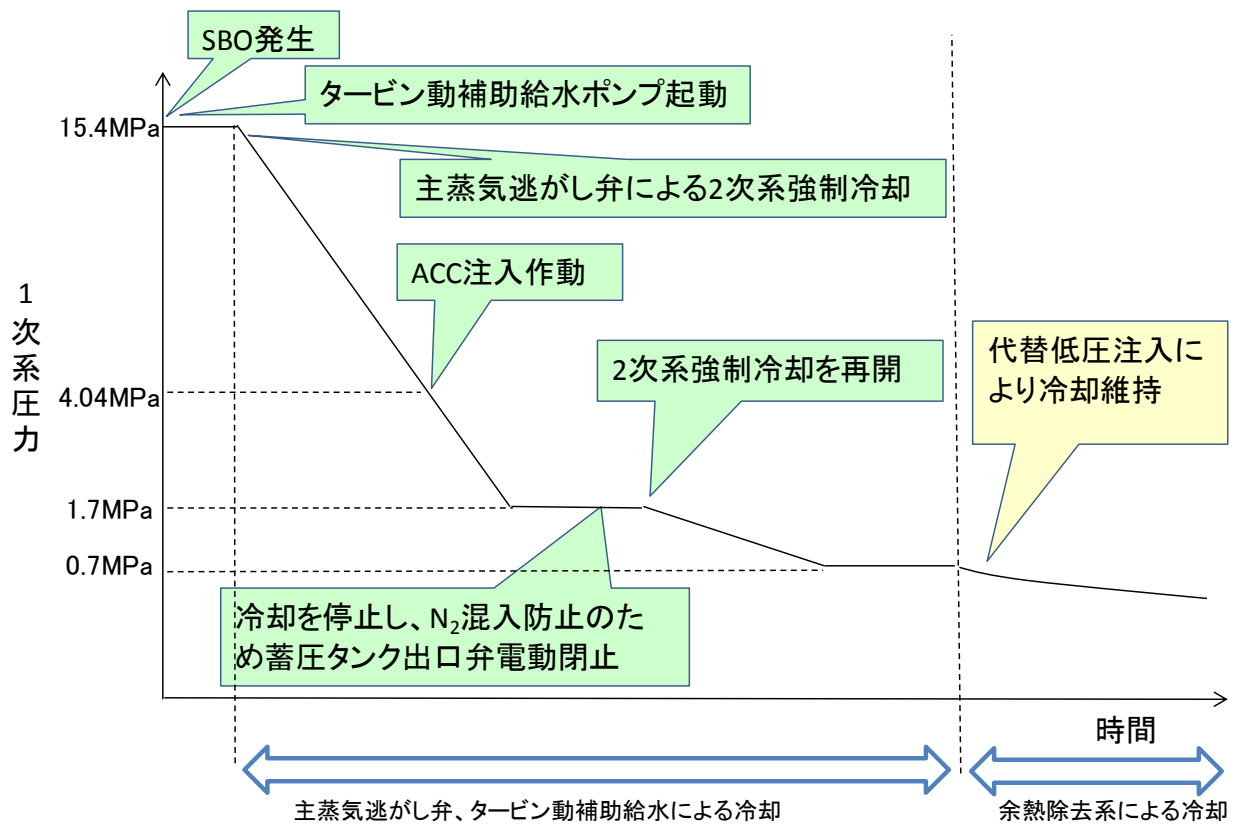 SBO発生
タービン動補助給水ポンプ起動
15.4MPa
主蒸気逃がし弁による2次系強制冷却
ACC注入作動
1
次
系
圧
力
4.04MPa
2次系強制冷却を再開
代替低圧注入に
より冷却維持
1.7MPa
0.7MPa
冷却を停止し、N₂混入防止のた
め蓄圧タンク出口弁電動閉止
時間
主蒸気逃がし弁、タービン動補助給水による冷却
余熱除去系による冷却